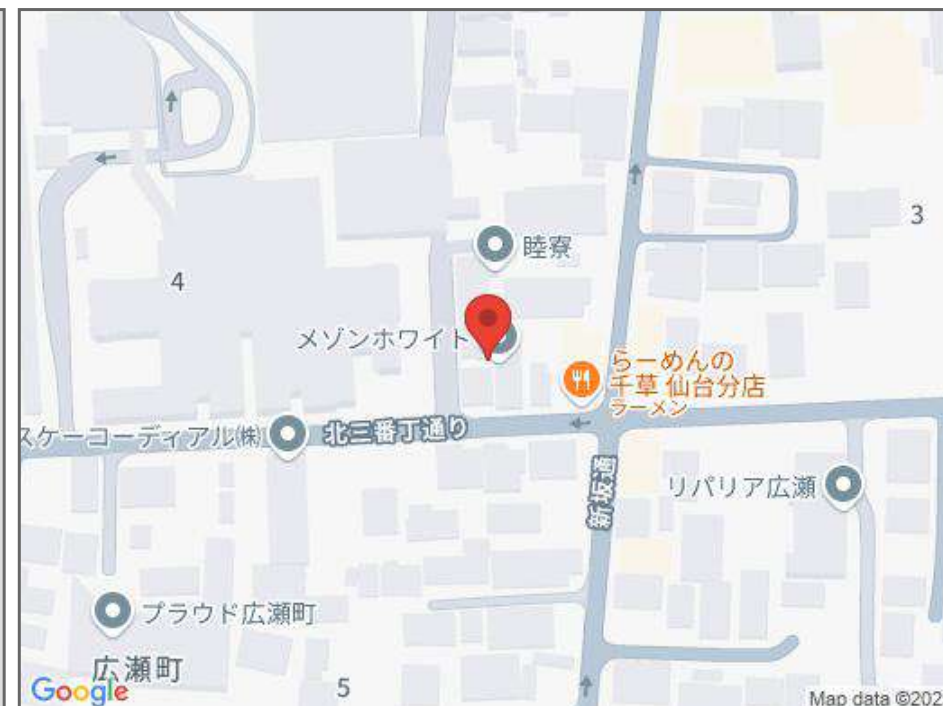 3
睦寮
4
メゾンホワイト
らーめんの
千草 仙台分店
ラーメン
スケーコーディアル㈱
北三番丁通り
新坂通
リバリア広瀬
プラウド広瀬町
広瀬町
5
Google
Map data ©202